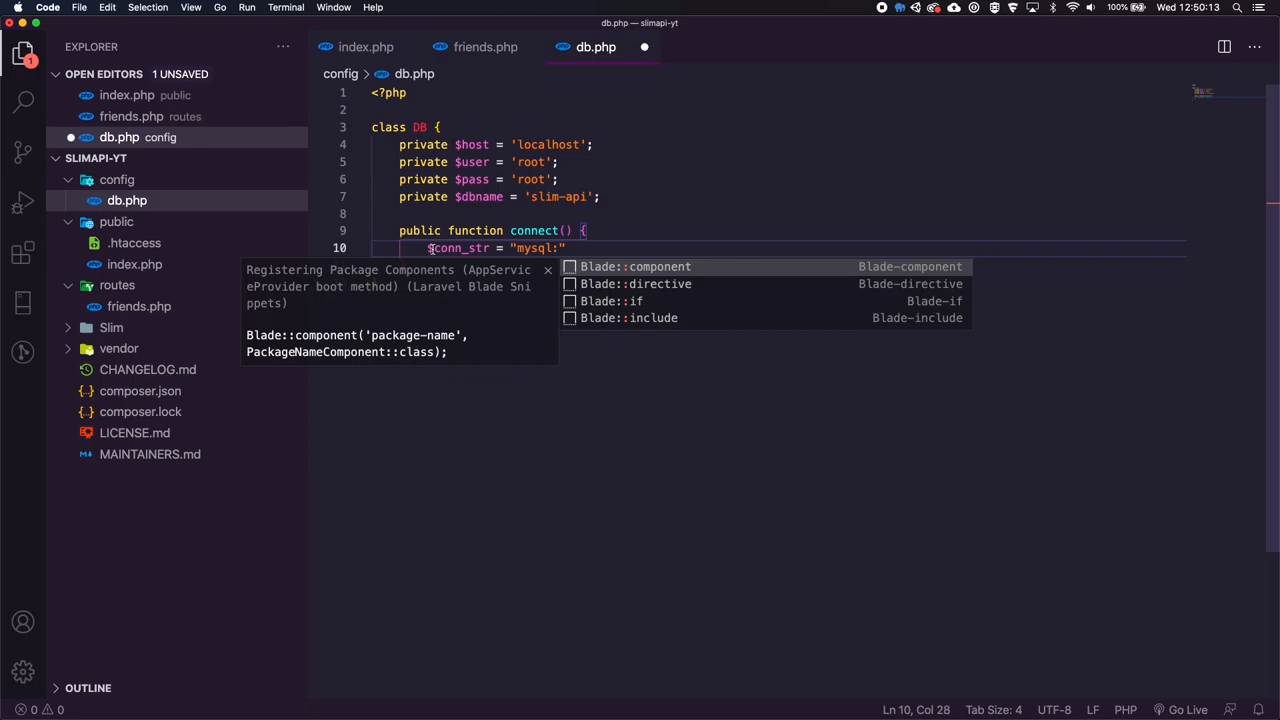 Code File Edit Selection View Go Run Terminal Window Help
100% Wed 12:50:13
db.php — slimapi-yt
EXPLORER
index.php friends.php db.php
OPEN EDITORS 1 UNSAVED
index.php public
friends.php routes
db.php config
SLIMAPI-YT
config
db.php
public
.htaccess
index.php
routes
friends.php
Slim
vendor
CHANGELOG.md
composer.json
composer.lock
LICENSE.md
MAINTAINERS.md
OUTLINE
1
config > db.php
1 <?php
2
3 class DB {
4 private $host = 'localhost';
5 private $user = 'root';
6 private $pass = 'root';
7 private $dbname = 'slim-api';
8
9 public function connect() {
10 $conn_str = "mysql:"
Registering Package Components (AppServic
eProvider boot method) (Laravel Blade Sni
ppets)
Blade::component('package-name',
PackageNameComponent::class);
Blade::component Blade-component
Blade::directive Blade-directive
Blade::if Blade-if
Blade::include Blade-include
0 0 Ln 10, Col 28 Tab Size: 4 UTF-8 LF PHP Go Live